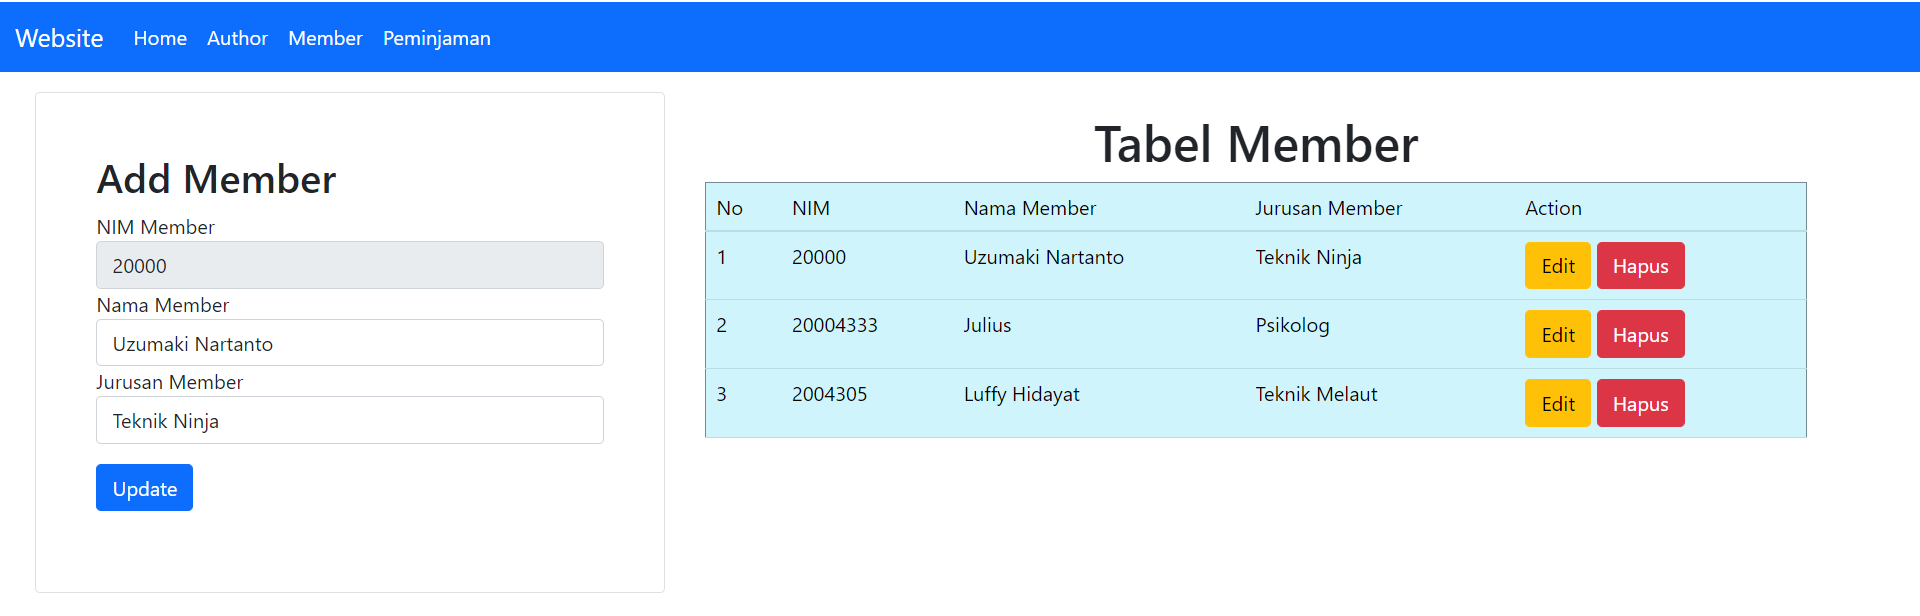 Website Home Author Member Peminjaman
Add Member
NIM Member
20000
Nama Member
Uzumaki Nartanto
Jurusan Member
Teknik Ninja
Update
Tabel Member
No NIM Nama Member Jurusan Member Action
1 20000 Uzumaki Nartanto Teknik Ninja Edit Hapus
2 20004333 Julius Psikolog Edit Hapus
3 2004305 Luffy Hidayat Teknik Melaut Edit Hapus